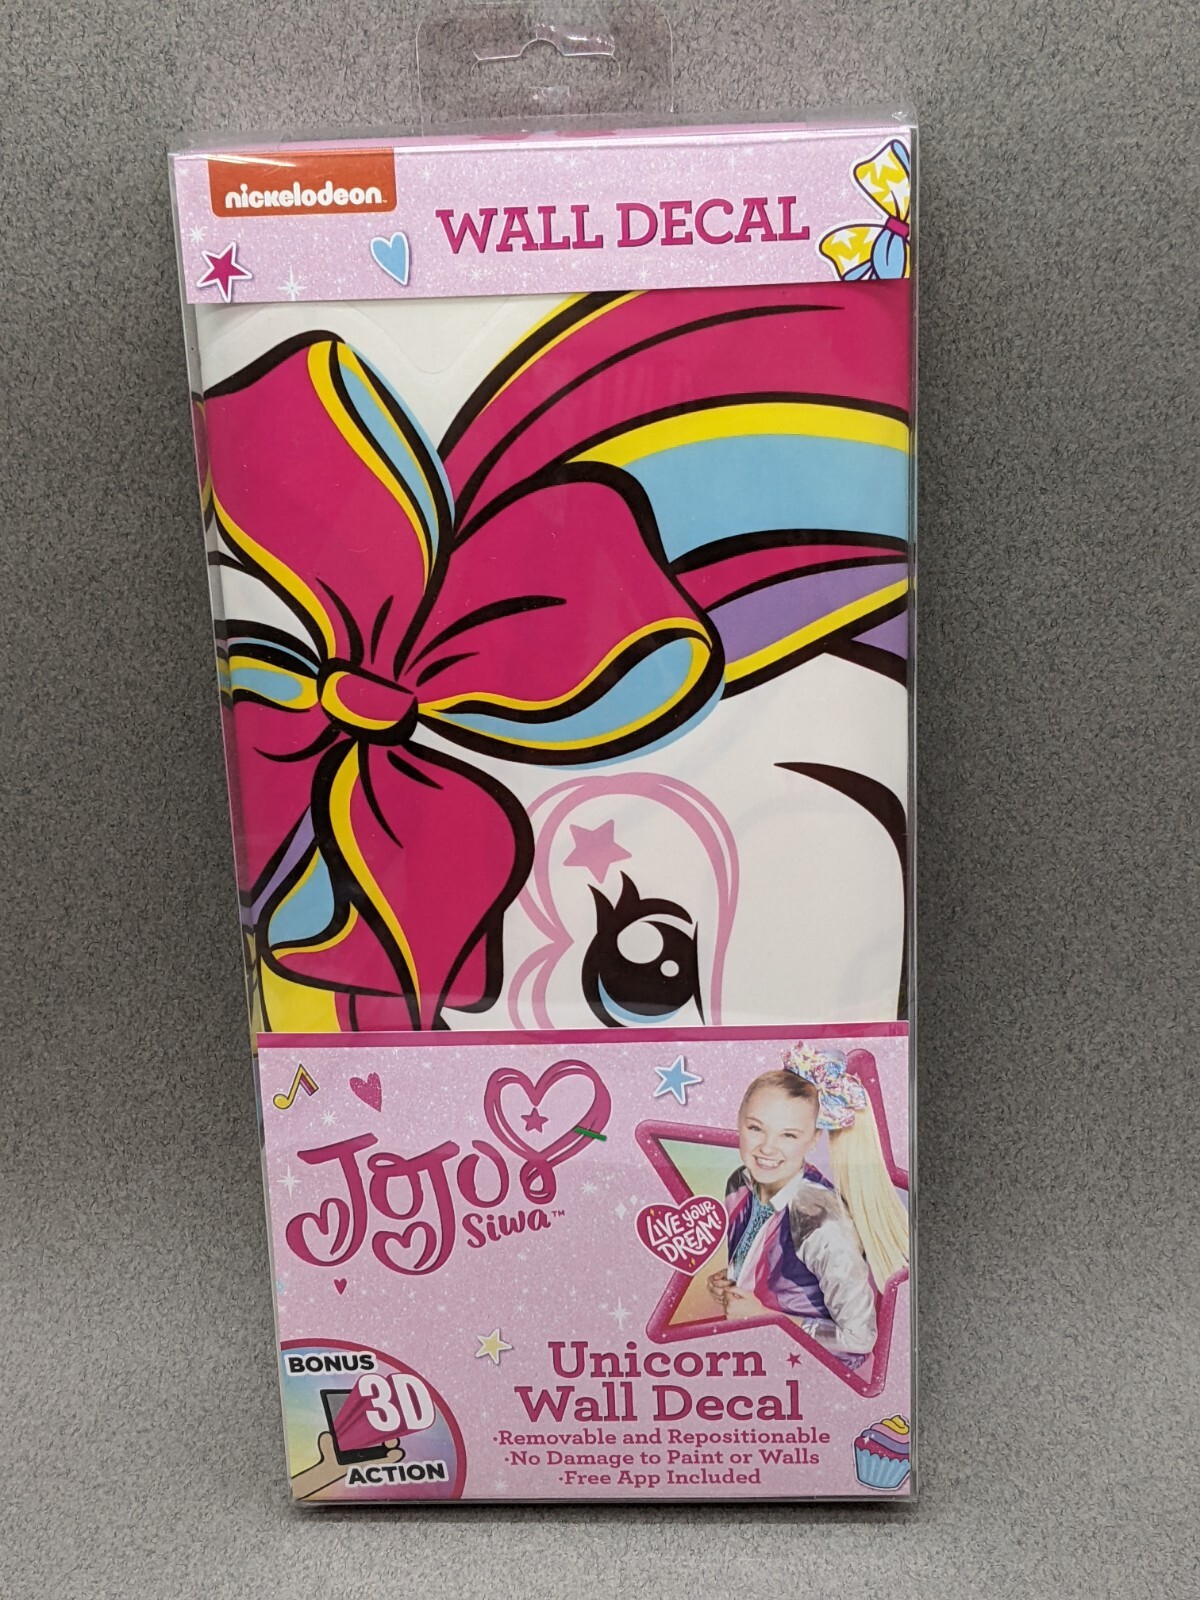 nickelodeon
WALL DECAL
JoJo
Siwa™
LIVE YOUR
DREAM!
Unicorn
Wall Decal
•Removable and Repositionable
•No Damage to Paint or Walls
•Free App Included
BONUS
3D
ACTION